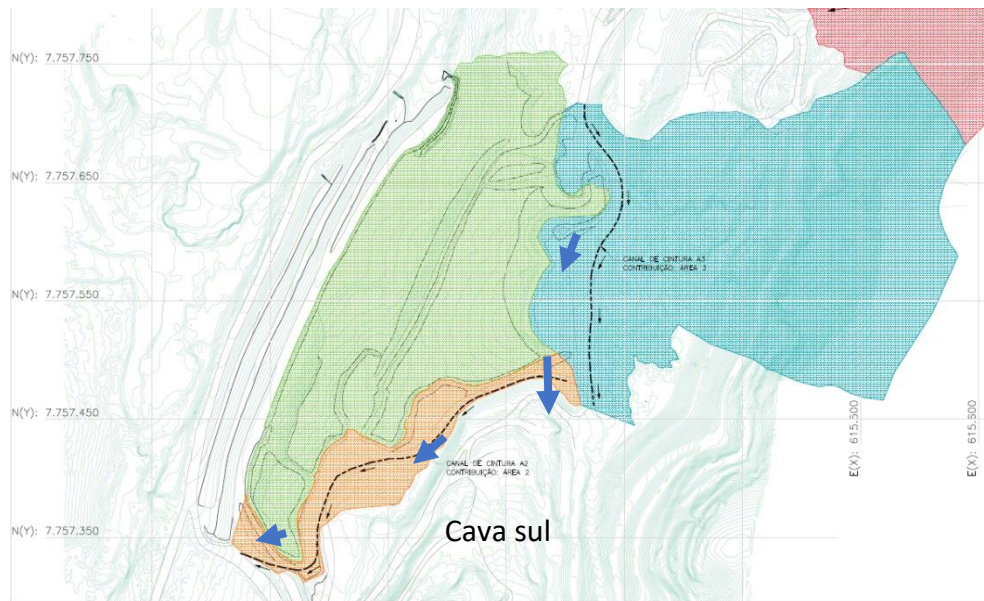 N(Y): 7.757.750
N(Y): 7.757.650
CANAL DE CINTURA A3
CONTRIBUIÇÃO: ÁREA 3
N(Y): 7.757.550
N(Y): 7.757.450
E(X): 615.500
E(X): 615.600
CANAL DE CINTURA A2
CONTRIBUIÇÃO: ÁREA 2
Cava sul
N(Y): 7.757.350